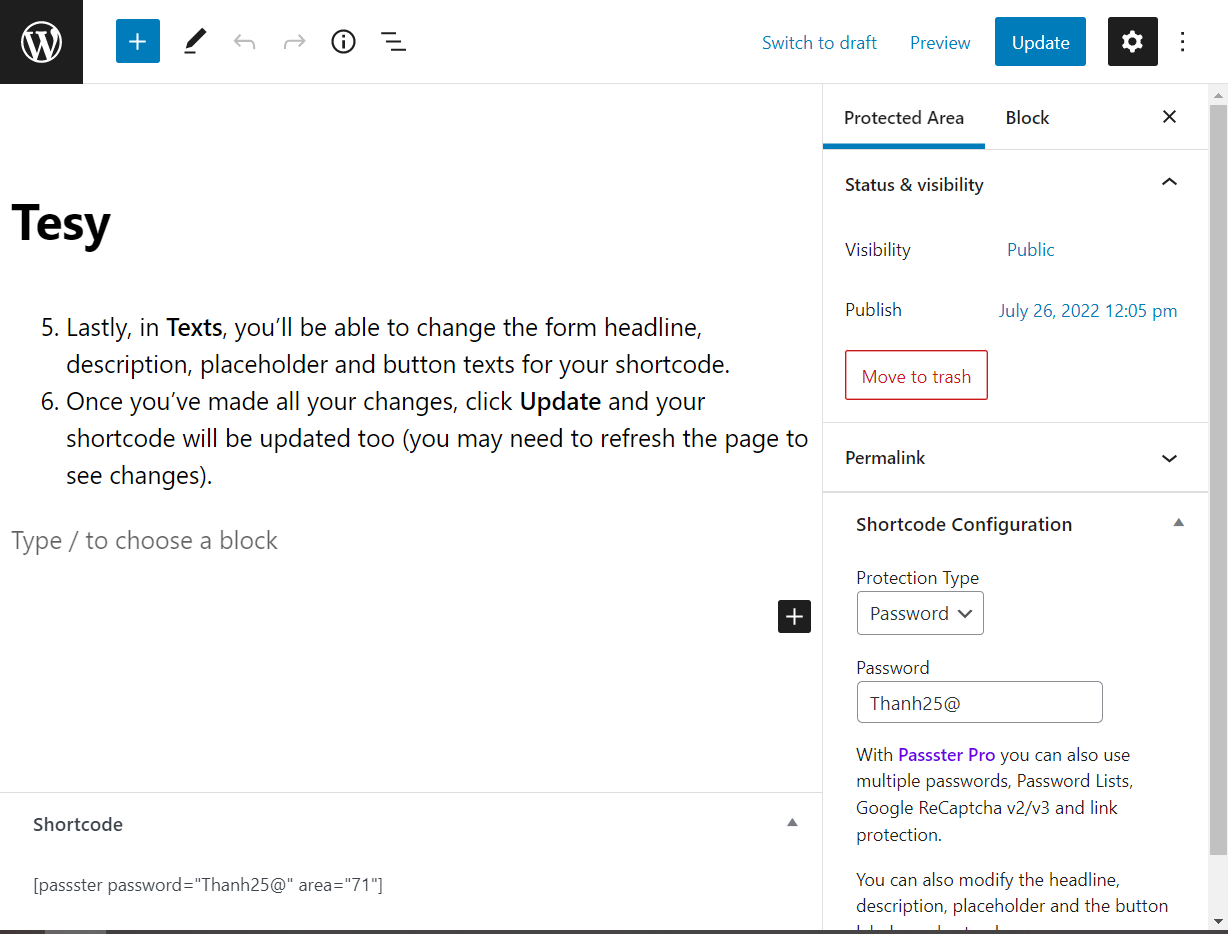 Switch to draft Preview Update
Tesy
5. Lastly, in Texts, you’ll be able to change the form headline,
description, placeholder and button texts for your shortcode.
6. Once you’ve made all your changes, click Update and your
shortcode will be updated too (you may need to refresh the page to
see changes).
Type / to choose a block
Shortcode
[passster password="Thanh25@" area="71"]
Protected Area Block
Status & visibility
Visibility Public
Publish July 26, 2022 12:05 pm
Move to trash
Permalink
Shortcode Configuration
Protection Type
Password
Password
Thanh25@
With Passster Pro you can also use
multiple passwords, Password Lists,
Google ReCaptcha v2/v3 and link
protection.
You can also modify the headline,
description, placeholder and the button